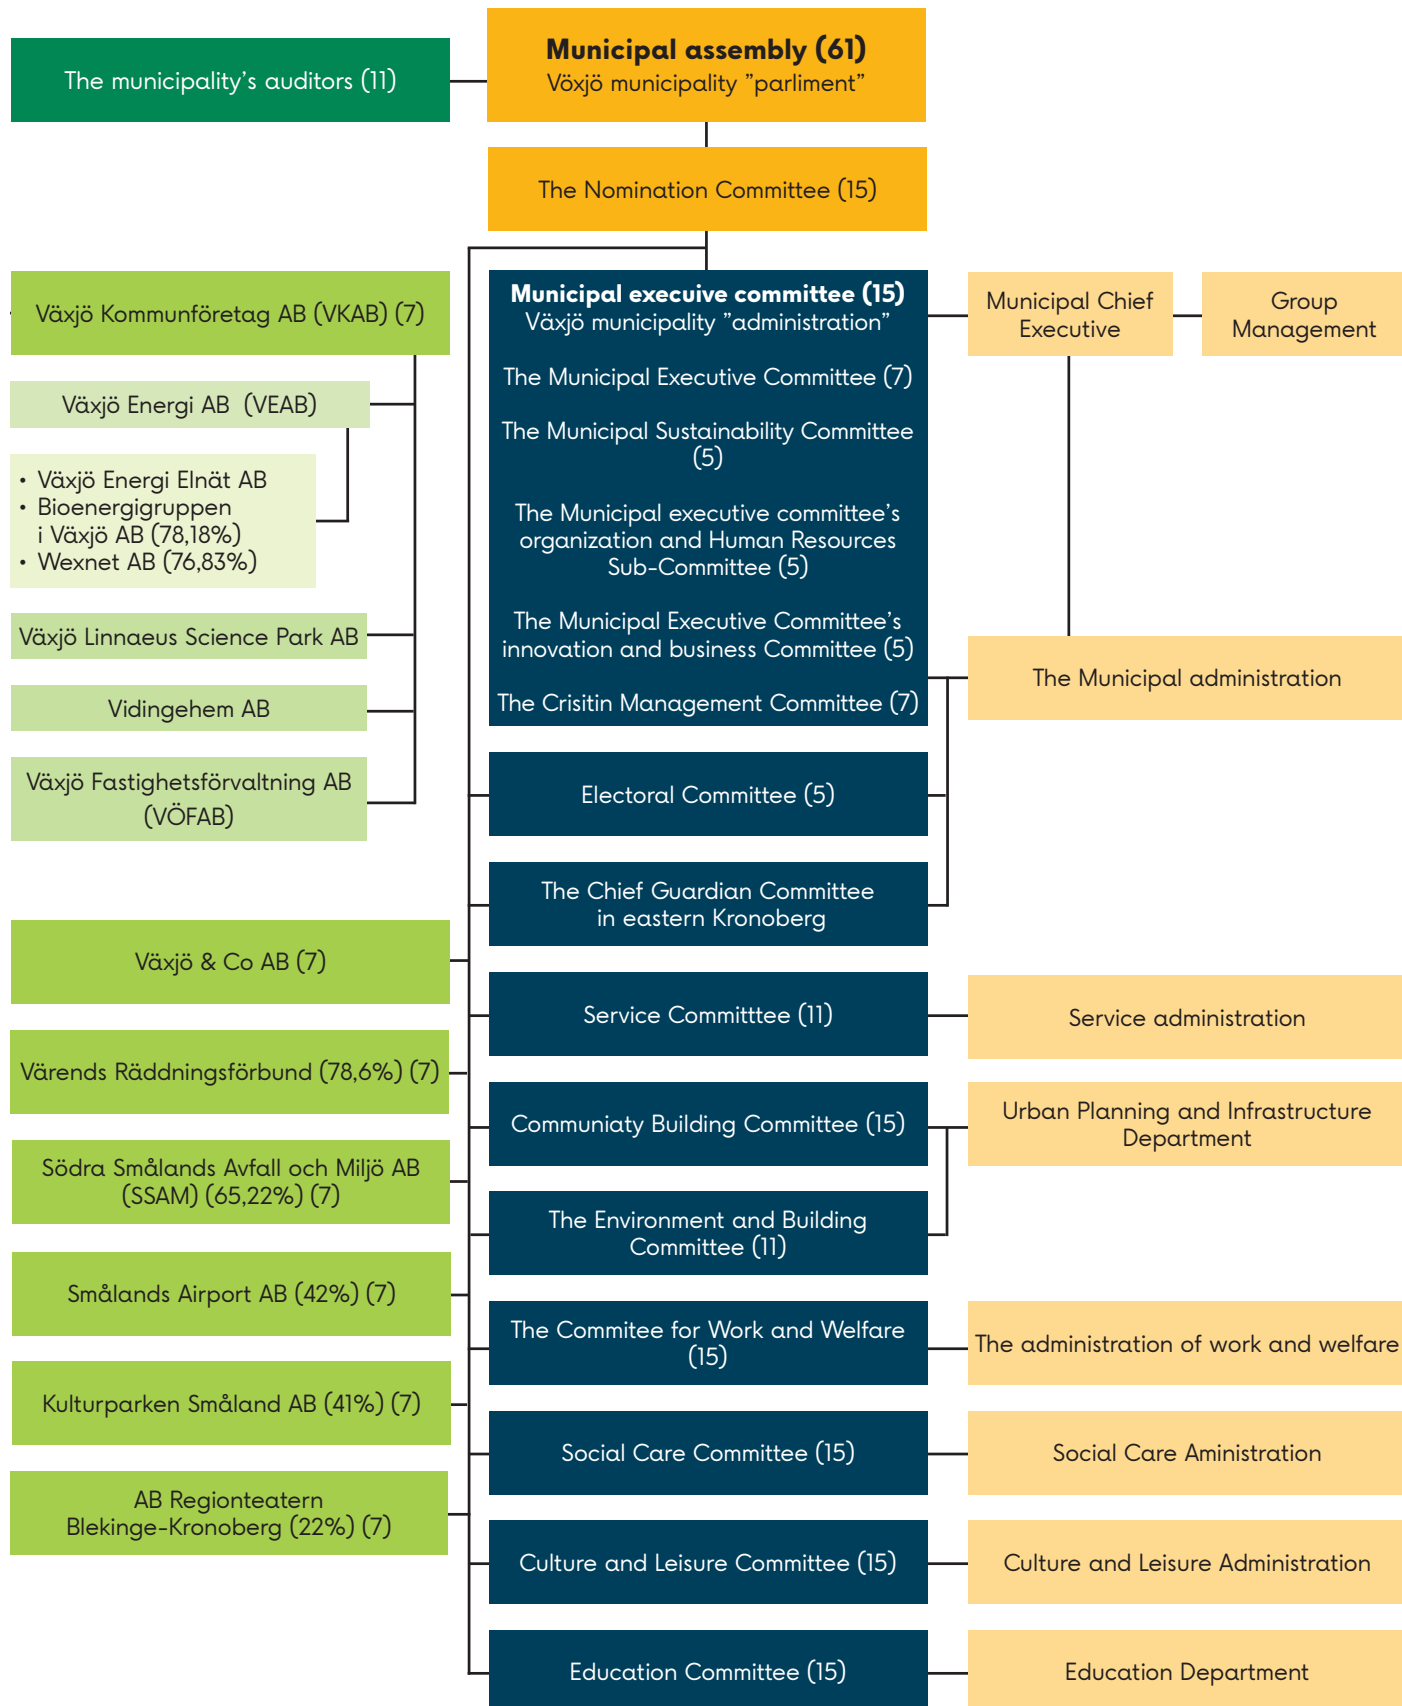 The municipality's auditors (11)
Municipal assembly (61)
Vöxjö municipality ”parliment”
The Nomination Committee (15)
Växjö Kommunföretag AB (VKAB) (7)
Växjö Energi AB (VEAB)
• Växjö Energi Elnät AB
• Bioenergigruppen
i Växjö AB (78,18%)
• Wexnet AB (76,83%)
Växjö Linnaeus Science Park AB
Vidingehem AB
Växjö Fastighetsförvaltning AB
(VÖFAB)
Växjö & Co AB (7)
Värends Räddningsförbund (78,6%) (7)
Södra Smålands Avfall och Miljö AB
(SSAM) (65,22%) (7)
Smålands Airport AB (42%) (7)
Kulturparken Småland AB (41%) (7)
AB Regionteatern
Blekinge-Kronoberg (22%) (7)
Municipal execuive committee (15)
Växjö municipality ”administration”
The Municipal Executive Committee (7)
The Municipal Sustainability Committee
(5)
The Municipal executive committee's
organization and Human Resources
Sub-Committee (5)
The Municipal Executive Committee's
innovation and business Committee (5)
The Crisitin Management Committee (7)
Electoral Committee (5)
The Chief Guardian Committee
in eastern Kronoberg
Service Committtee (11)
Communiaty Building Committee (15)
The Environment and Building
Committee (11)
The Commitee for Work and Welfare
(15)
Social Care Committee (15)
Culture and Leisure Committee (15)
Education Committee (15)
Municipal Chief
Executive
Group
Management
The Municipal administration
Service administration
Urban Planning and Infrastructure
Department
The administration of work and welfare
Social Care Aministration
Culture and Leisure Administration
Education Department